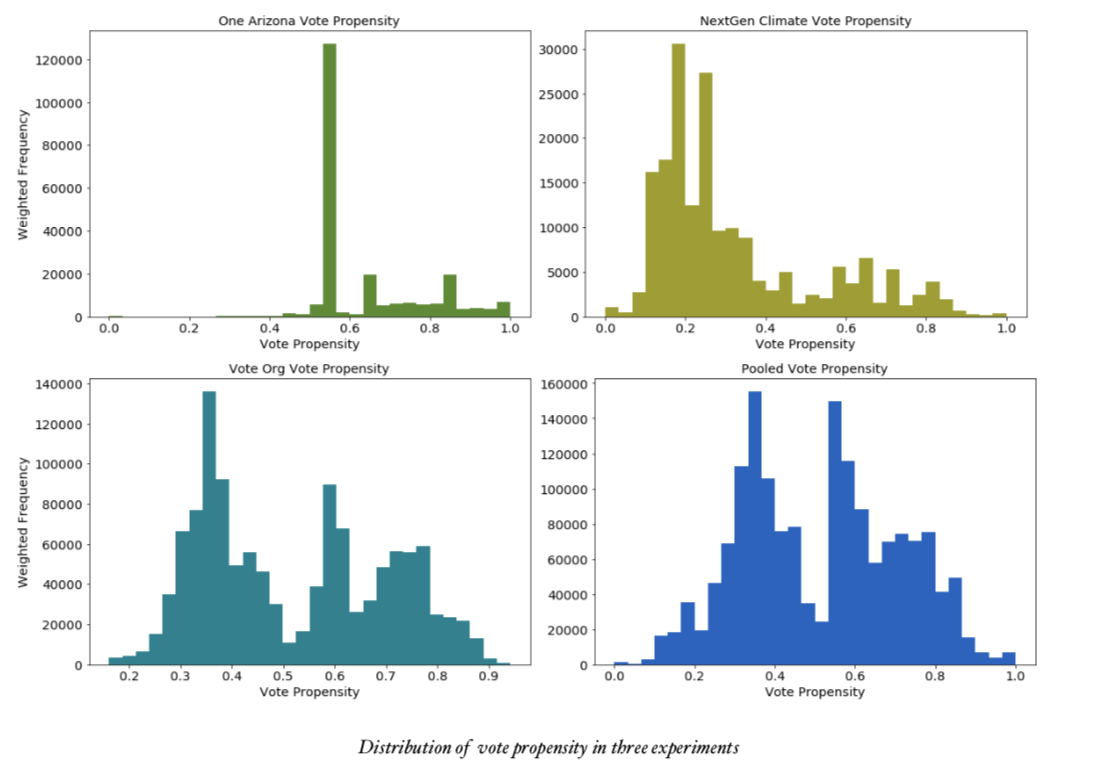 One Arizona Vote Propensity
120000
100000
80000
60000
40000
20000
0
Weighted Frequency
0.0 0.2 0.4 0.6 0.8 1.0
Vote Propensity
NextGen Climate Vote Propensity
30000
25000
20000
15000
10000
5000
0
0.0 0.2 0.4 0.6 0.8 1.0
Vote Propensity
Vote Org Vote Propensity
140000
120000
100000
80000
60000
40000
20000
0
Weighted Frequency
0.2 0.3 0.4 0.5 0.6 0.7 0.8 0.9
Vote Propensity
Pooled Vote Propensity
160000
140000
120000
100000
80000
60000
40000
20000
0
0.0 0.2 0.4 0.6 0.8 1.0
Vote Propensity
Distribution of vote propensity in three experiments